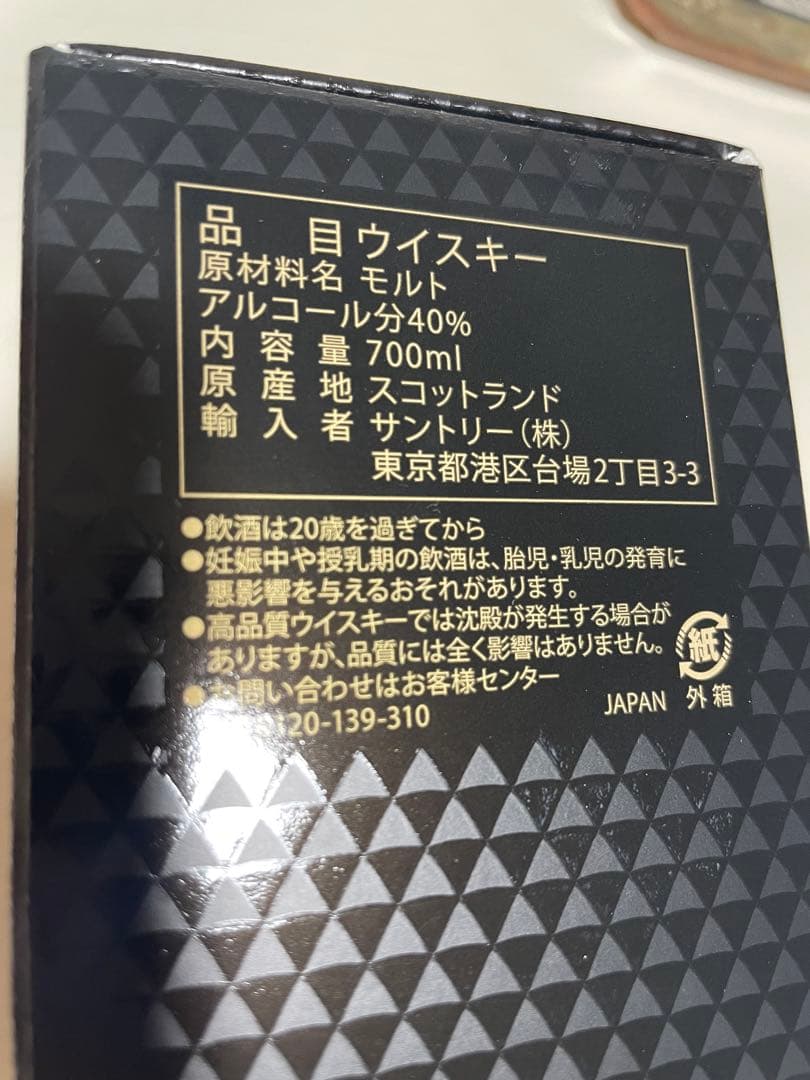 品 目 ウイスキー
原材料名 モルト
アルコール分40%
内 容 量 700ml
原 産 地 スコットランド
輸 入 者 サントリー(株)
東京都港区台場2丁目3-3
●飲酒は20歳を過ぎてから
●妊娠中や授乳期の飲酒は、胎児・乳児の発育に
悪影響を与えるおそれがあります。
●高品質ウイスキーでは沈殿が発生する場合が
ありますが、品質には全く影響はありません。
●お問い合わせはお客様センター
120-139-310
紙
JAPAN 外箱